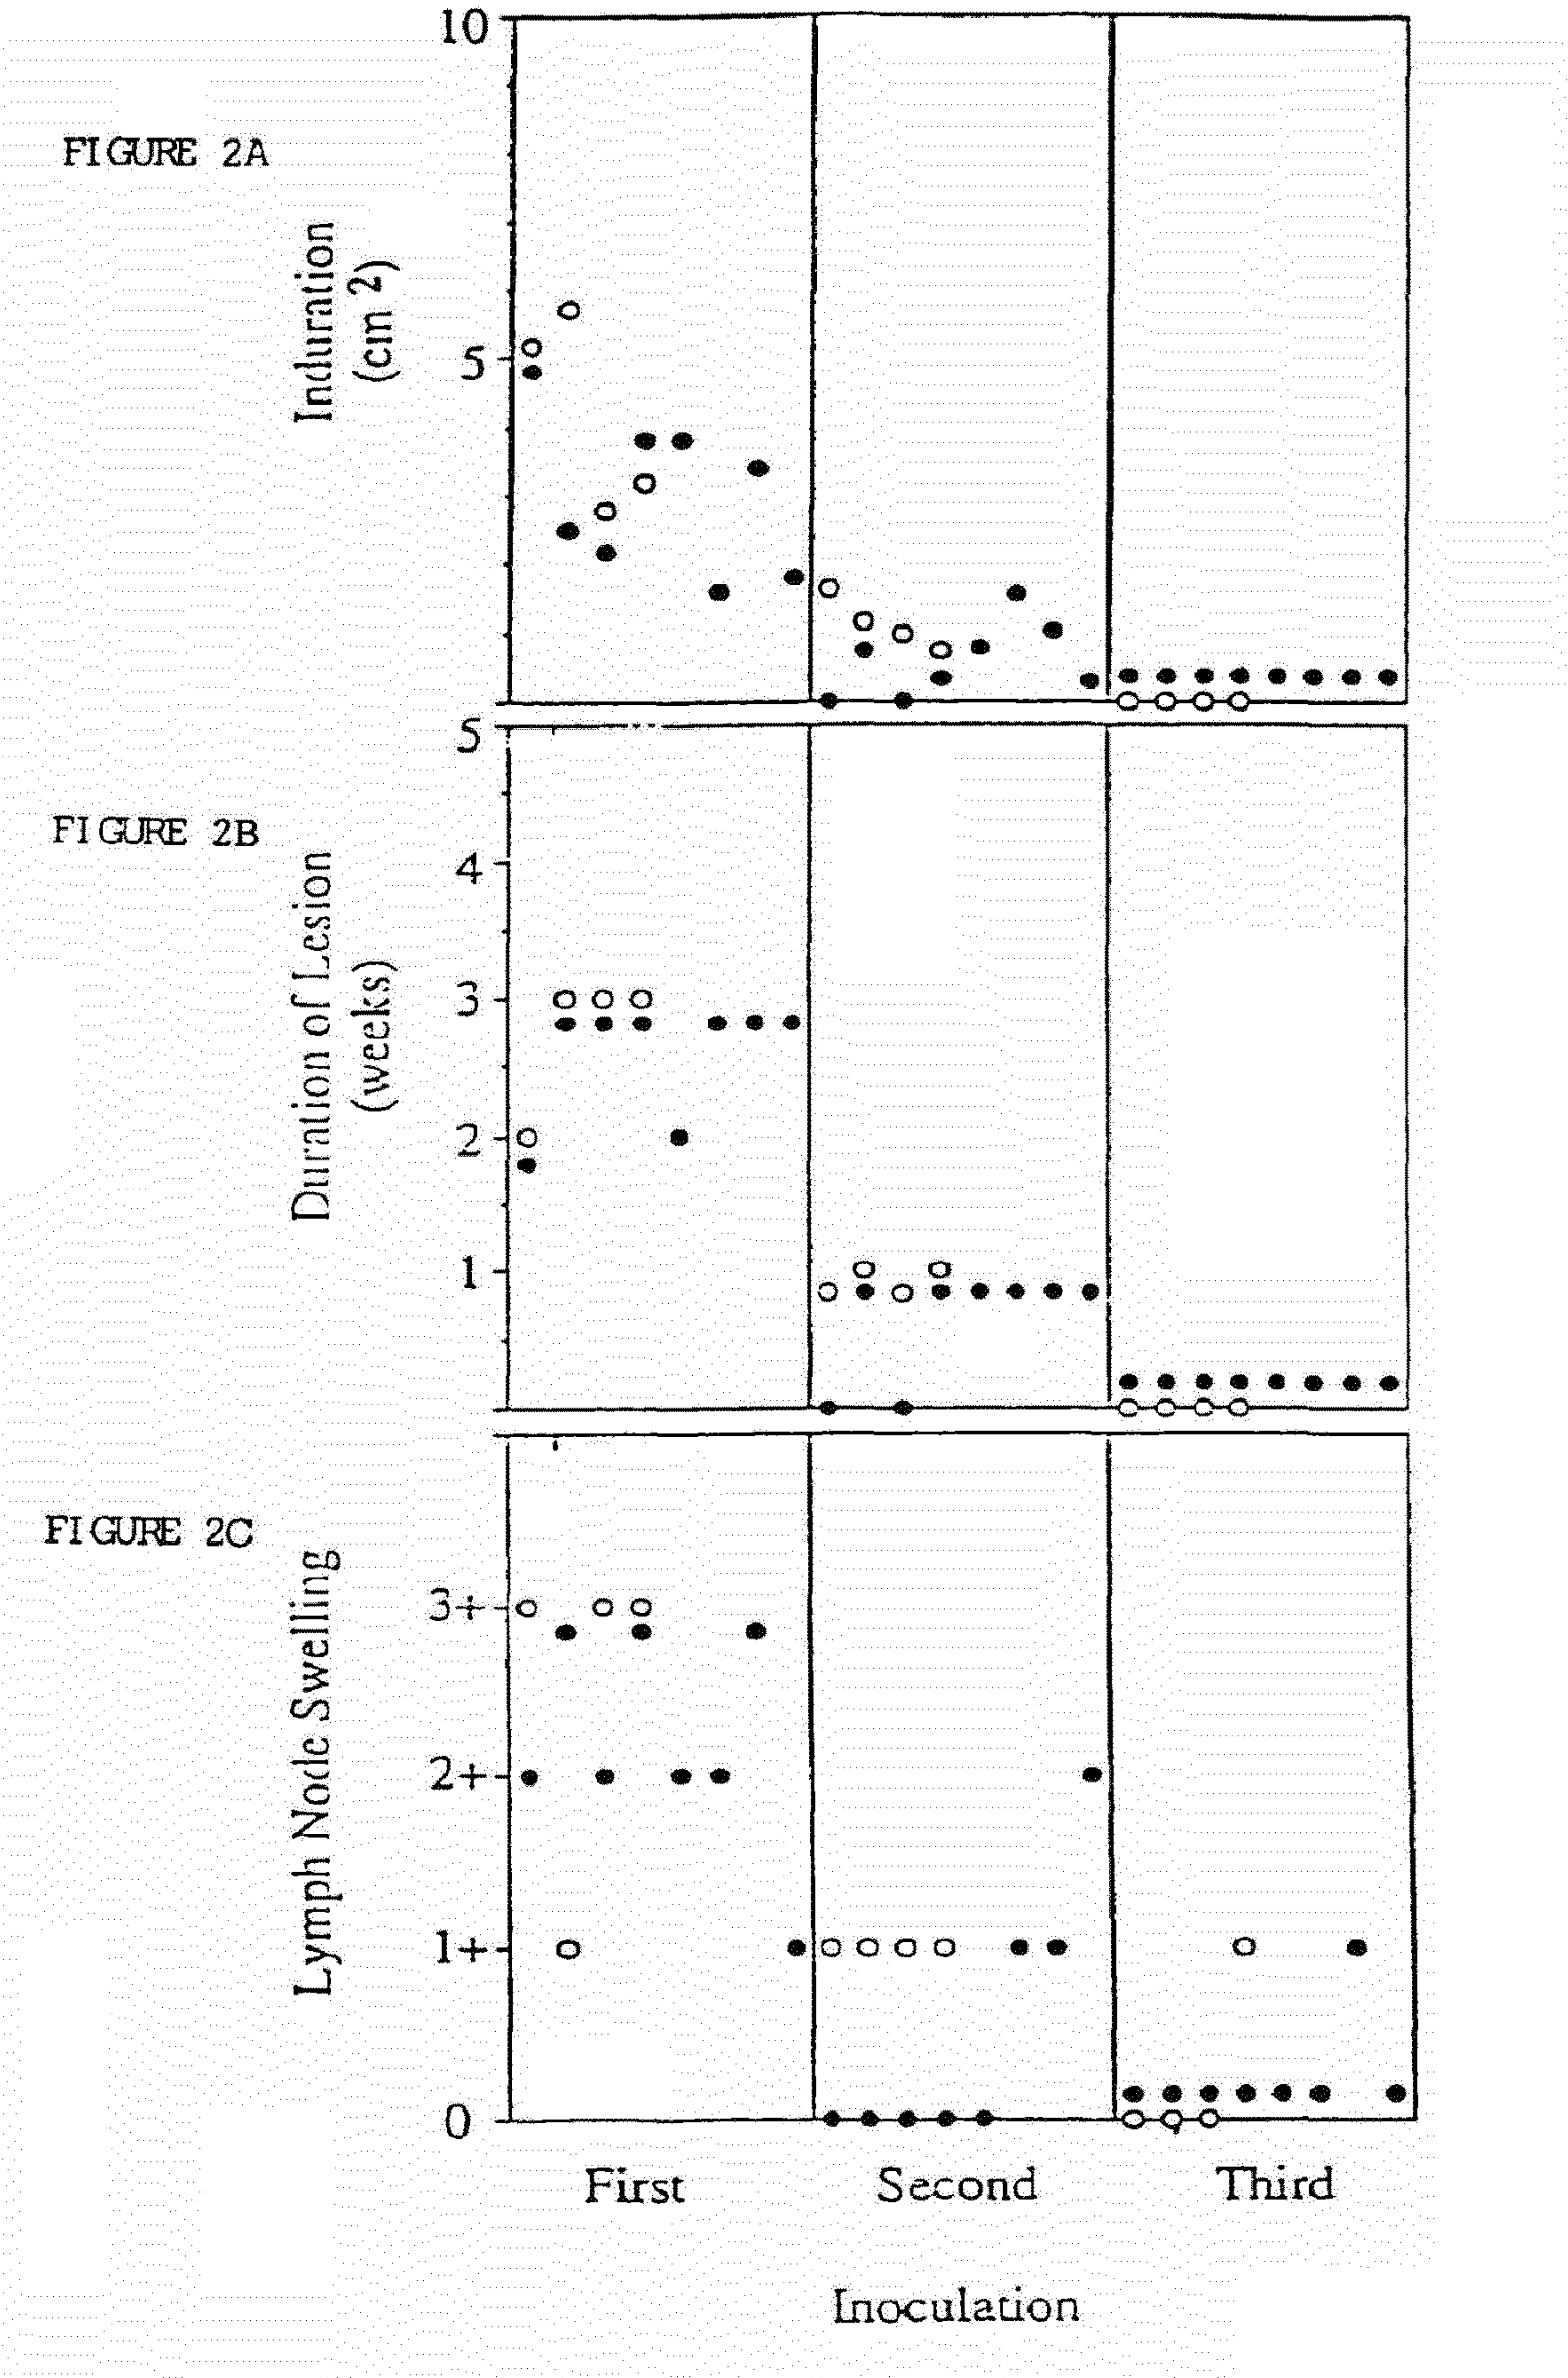 FIGURE 2A
Induration
(cm 2)
10
5
FIGURE 2B
Duration of Lesion
(weeks)
5
4
3
2
1
FIGURE 2C
Lymph Node Swelling
3+
2+
1+
0
First Second Third
Inoculation